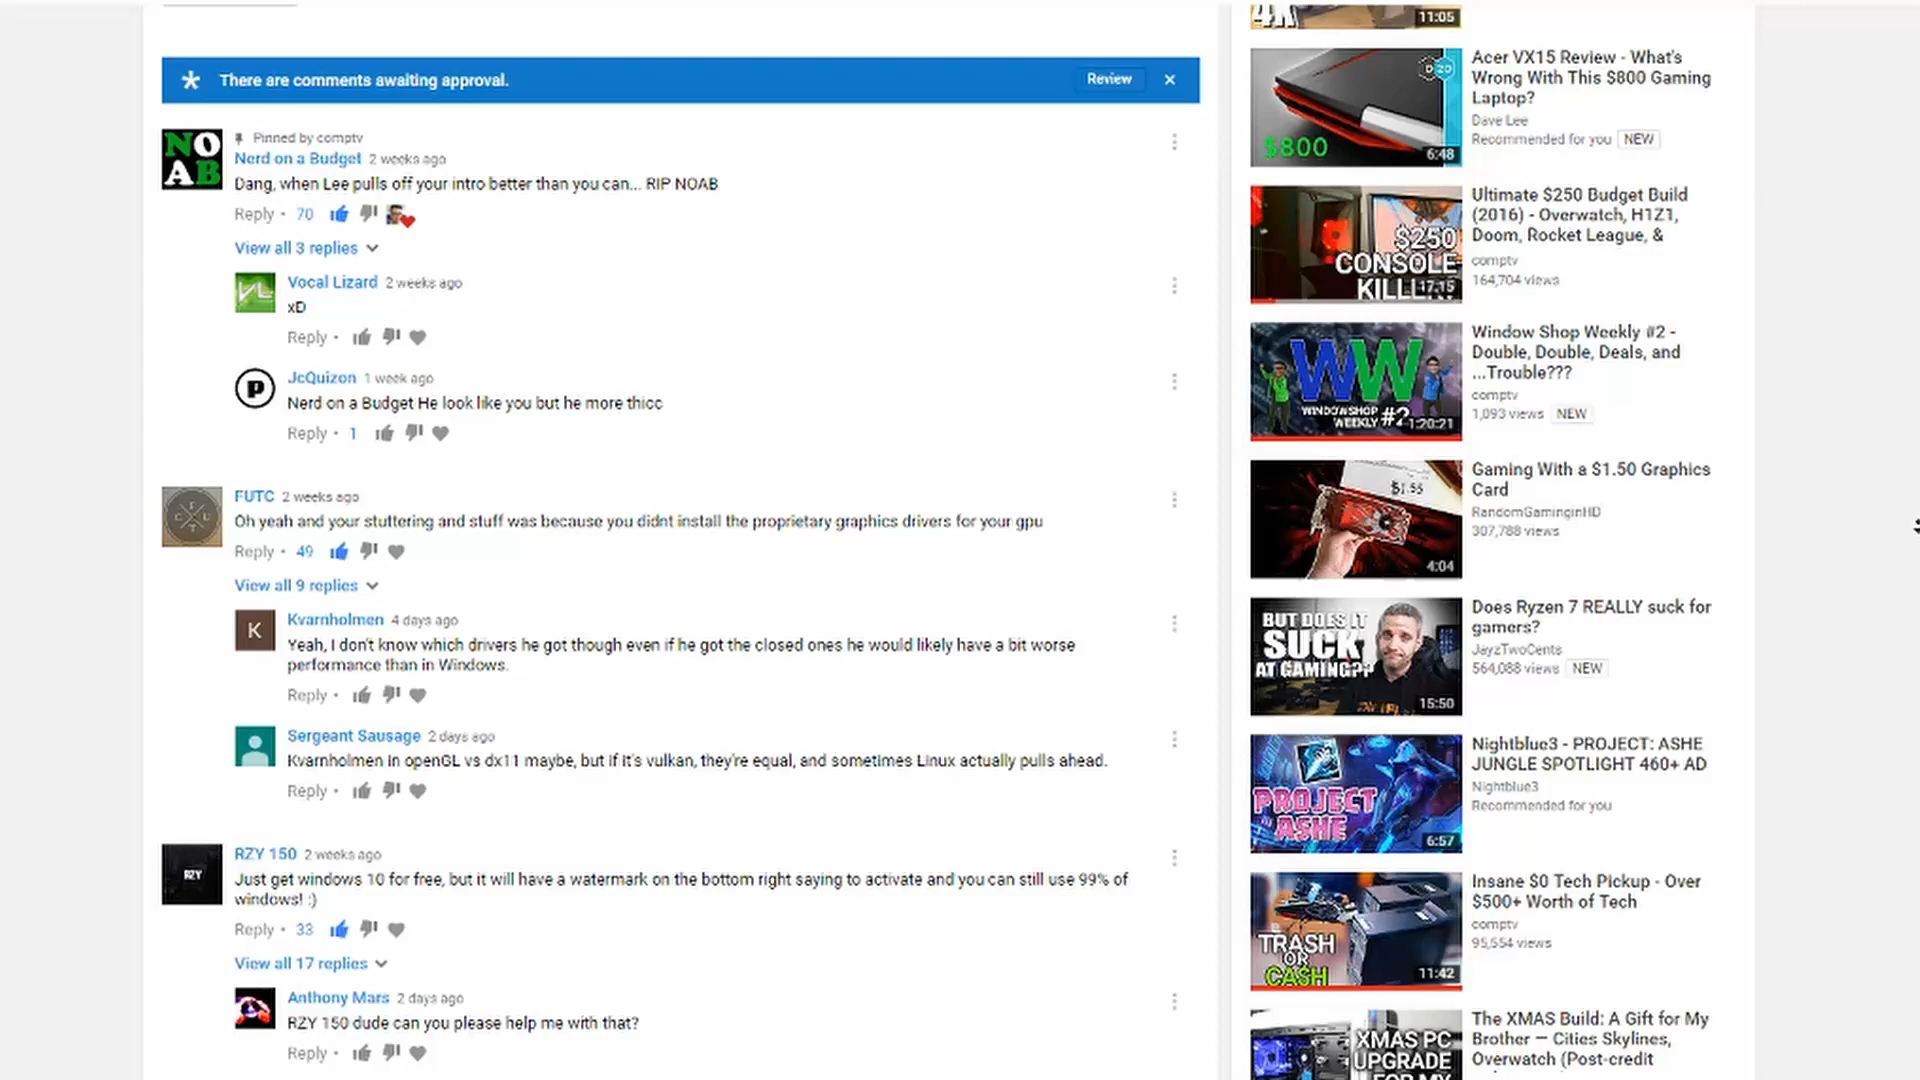 There are comments awaiting approval.
Review
NO
AB
Pinned by comptv
Nerd on a Budget 2 weeks ago
Dang, when Lee pulls off your intro better than you can... RIP NOAB
Reply • 70
View all 3 replies
VL
Vocal Lizard 2 weeks ago
xD
Reply •
P
JcQuizon 1 week ago
Nerd on a Budget He look like you but he more thicc
Reply • 1
FUTC 2 weeks ago
Oh yeah and your stuttering and stuff was because you didnt install the proprietary graphics drivers for your gpu
Reply • 49
View all 9 replies
K
Kvarnholmen 4 days ago
Yeah, I don't know which drivers he got though even if he got the closed ones he would likely have a bit worse
performance than in Windows.
Reply •
Sergeant Sausage 2 days ago
Kvarnholmen in openGL vs dx11 maybe, but if it's vulkan, they're equal, and sometimes Linux actually pulls ahead.
Reply •
RZY
RZY 150 2 weeks ago
Just get windows 10 for free, but it will have a watermark on the bottom right saying to activate and you can still use 99% of
windows! :)
Reply • 33
View all 17 replies
Anthony Mars 2 days ago
RZY 150 dude can you please help me with that?
Reply •
4K
11:05
$800
6:48
Acer VX15 Review - What's
Wrong With This $800 Gaming
Laptop?
Dave Lee
Recommended for you NEW
$250
CONSOLE
17:15
Ultimate $250 Budget Build
(2016) - Overwatch, H1Z1,
Doom, Rocket League, &
comptv
164,704 views
WW
WINDOWSHOP
WEEKLY #2
1:20:21
Window Shop Weekly #2 -
Double, Double, Deals, and
...Trouble???
comptv
1,093 views NEW
4:04
Gaming With a $1.50 Graphics
Card
RandomGaminginHD
307,788 views
BUT DOES IT
SUCK
AT GAMING??
15:50
Does Ryzen 7 REALLY suck for
gamers?
JayzTwoCents
564,088 views NEW
PROJECT
ASHE
6:57
Nightblue3 - PROJECT: ASHE
JUNGLE SPOTLIGHT 460+ AD
Nightblue3
Recommended for you
TRASH
OR
CASH
11:42
Insane $0 Tech Pickup - Over
$500+ Worth of Tech
comptv
95,554 views
XMAS PC
UPGRADE
FOR MY
The XMAS Build: A Gift for My
Brother — Cities Skylines,
Overwatch (Post-credit